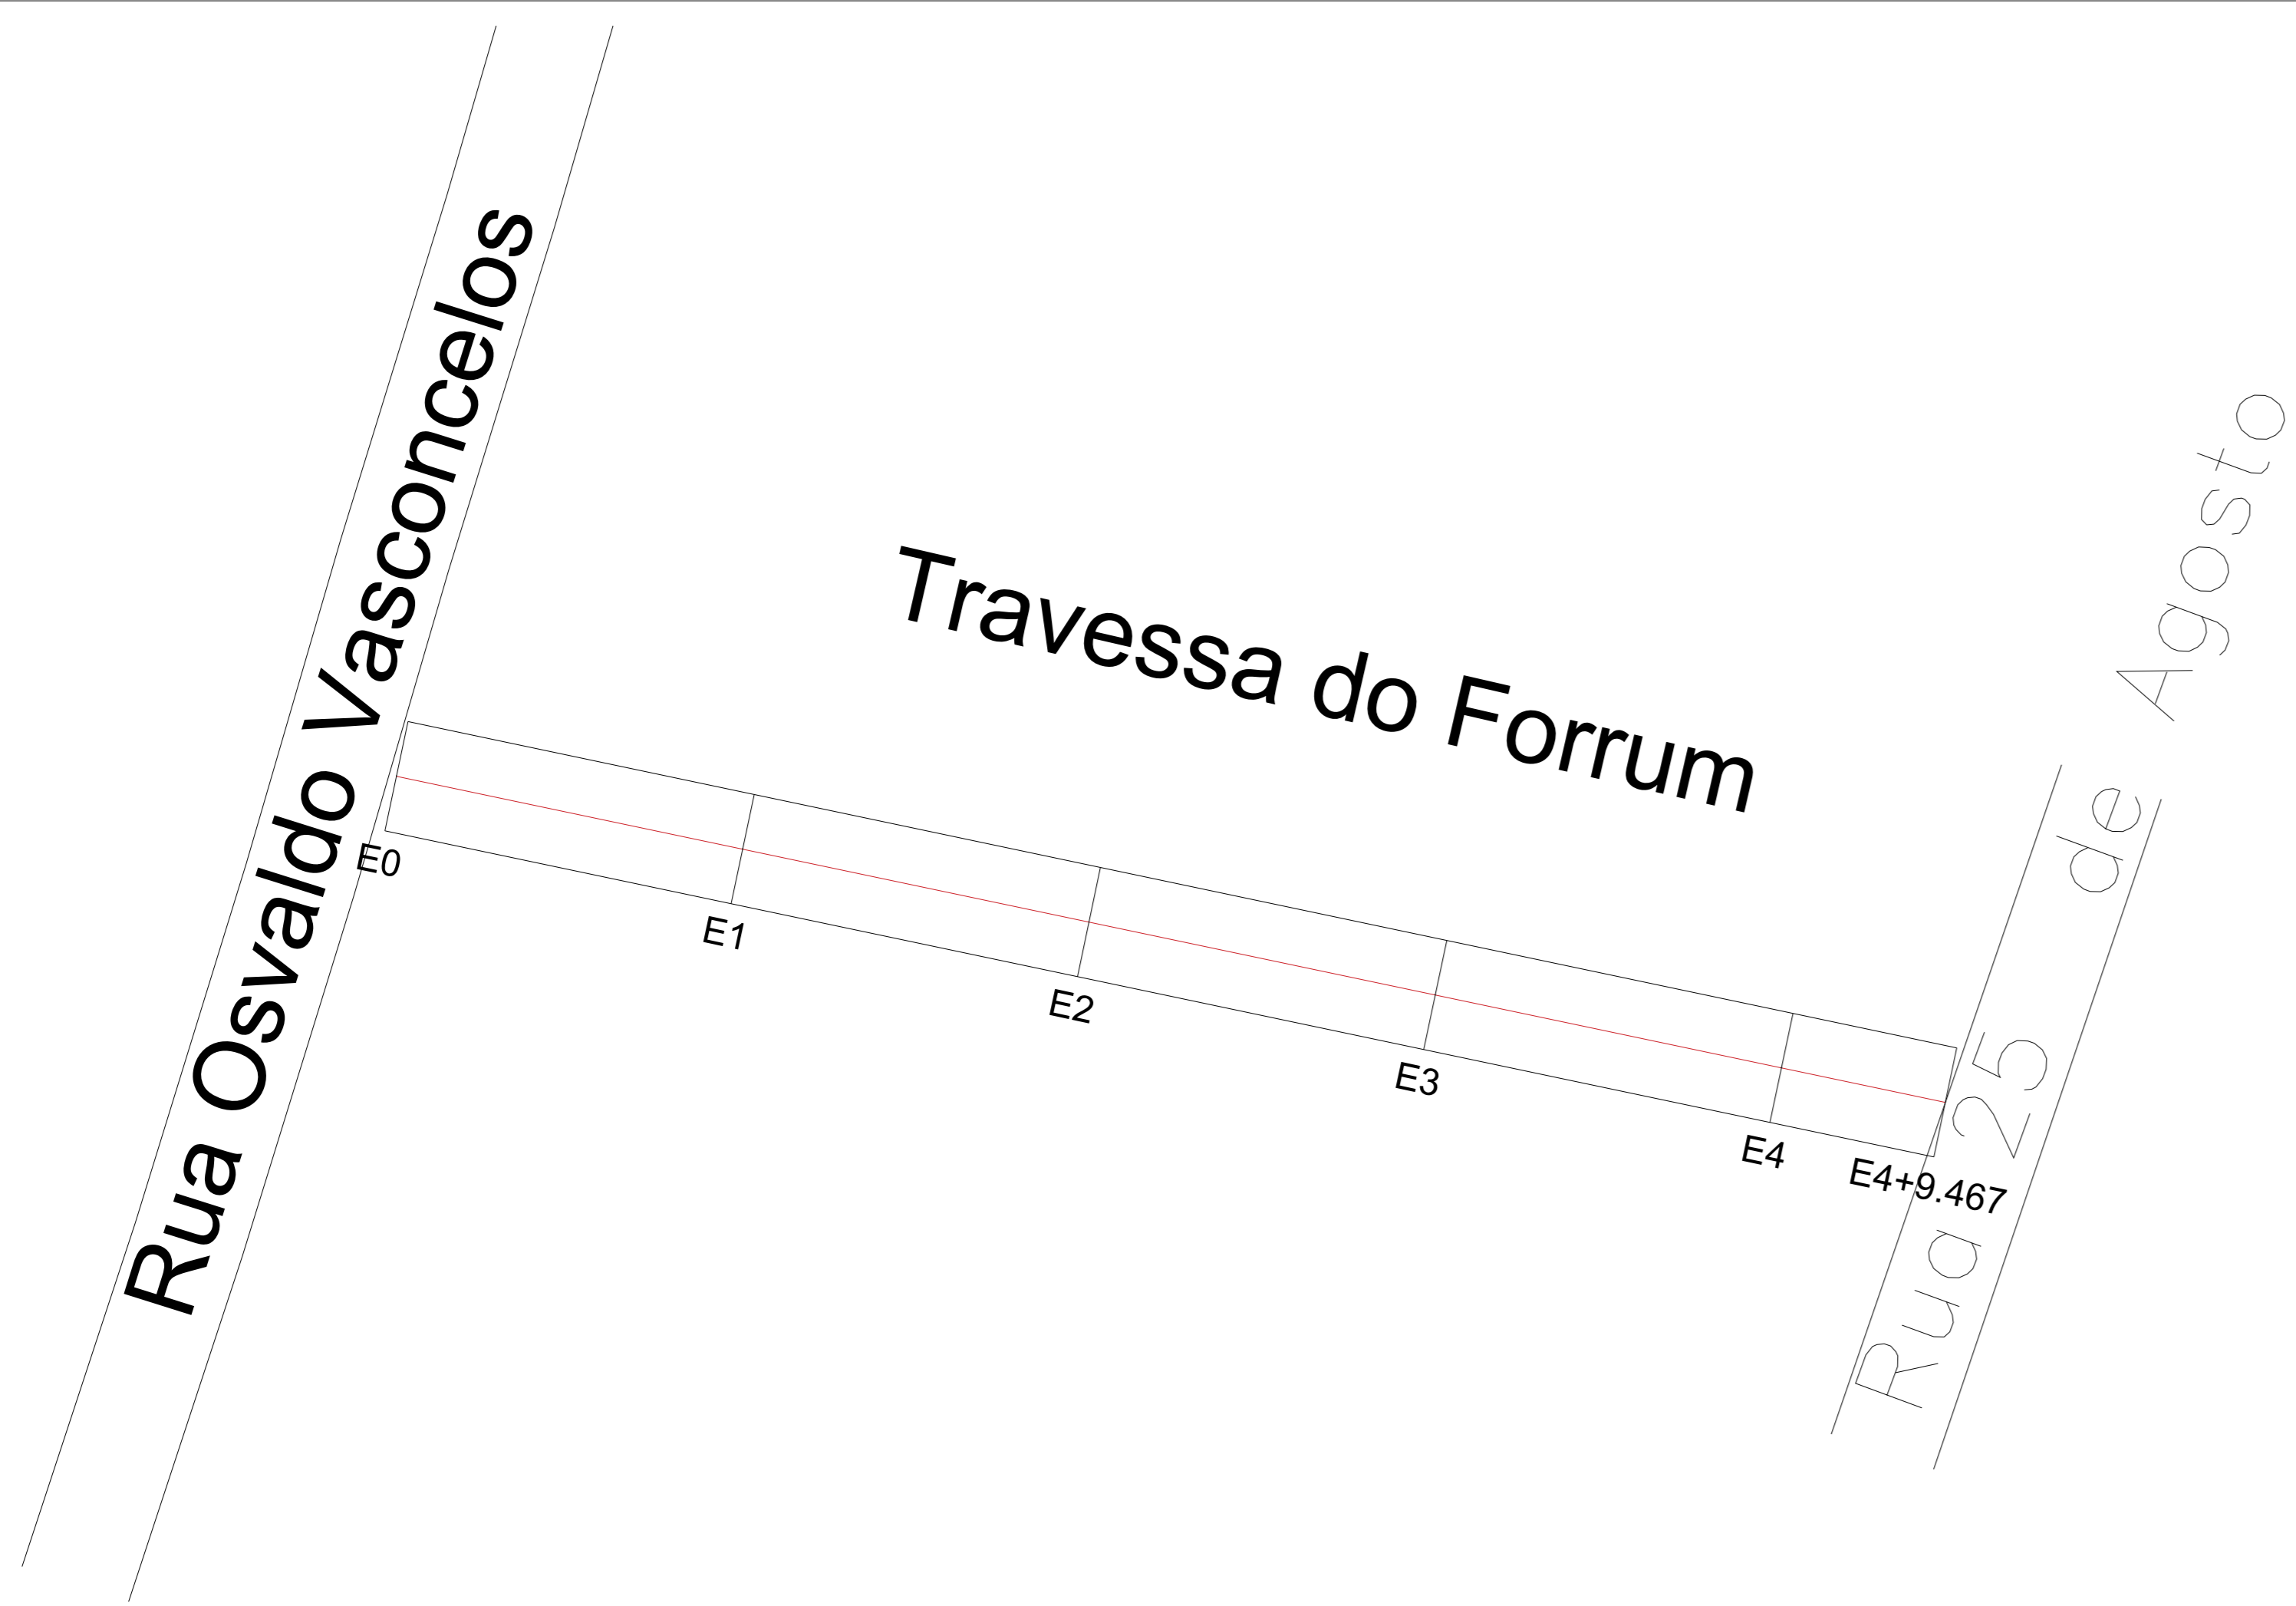 Rua Osvaldo Vasconcelos
Travessa do Forrum
Rua 25 de Agosto
E0
E1
E2
E3
E4
E4+9.467